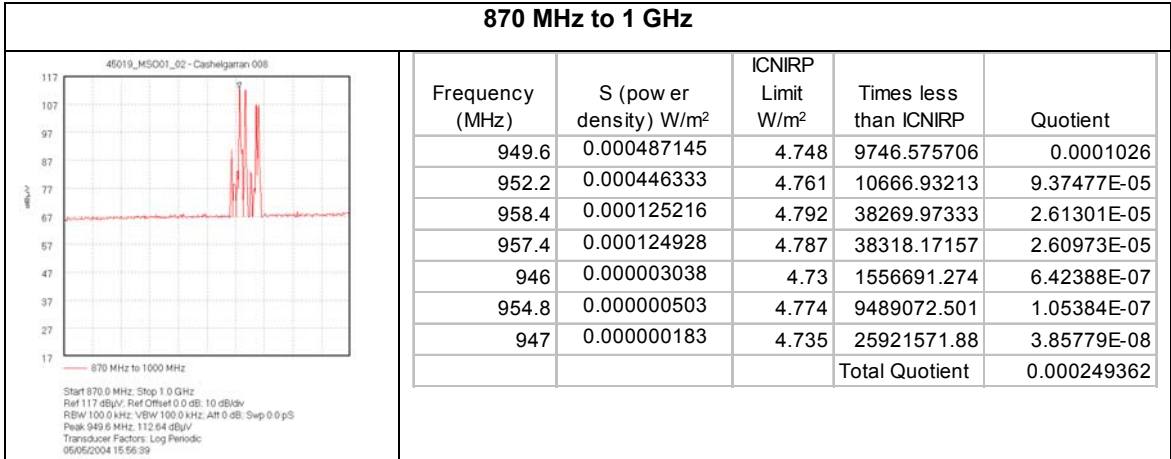 870 MHz to 1 GHz
45019_MSO01_02 - Cashelgarran 008
117
107
97
87
77
67
57
47
37
27
17
dBµV
870 MHz to 1000 MHz
Start 870.0 MHz; Stop 1.0 GHz
Ref 117 dBµV; Ref Offset 0.0 dB; 10 dB/div
RBW 100.0 kHz; VBW 100.0 kHz; Att 0 dB; Swp 0.0 pS
Peak 949.6 MHz, 112.64 dBµV
Transducer Factors: Log Periodic
05/05/2004 15:56:39
Frequency (MHz) S (pow er density) W/m² ICNIRP Limit W/m² Times less than ICNIRP Quotient
949.6 0.000487145 4.748 9746.575706 0.0001026
952.2 0.000446333 4.761 10666.93213 9.37477E-05
958.4 0.000125216 4.792 38269.97333 2.61301E-05
957.4 0.000124928 4.787 38318.17157 2.60973E-05
946 0.000003038 4.73 1556691.274 6.42388E-07
954.8 0.000000503 4.774 9489072.501 1.05384E-07
947 0.000000183 4.735 25921571.88 3.85779E-08
Total Quotient 0.000249362